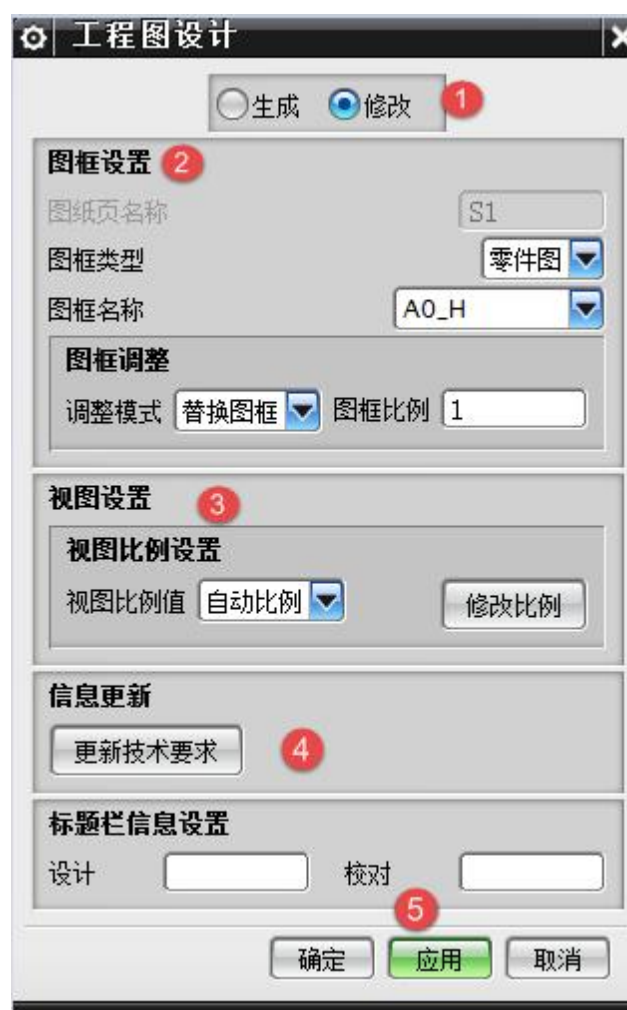 工程图设计
生成 修改 1
图框设置 2
图纸页名称 S1
图框类型 零件图
图框名称 A0_H
图框调整
调整模式 替换图框 图框比例 1
视图设置 3
视图比例设置
视图比例值 自动比例 修改比例
信息更新
更新技术要求 4
标题栏信息设置
设计 校对
5
确定 应用 取消